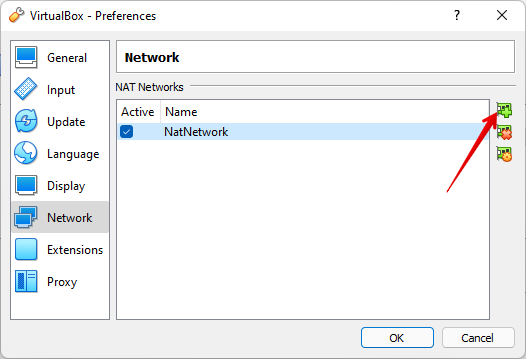 VirtualBox - Preferences
General
Input
Update
Language
Display
Network
Extensions
Proxy
Network
NAT Networks
Active Name
NatNetwork
OK Cancel